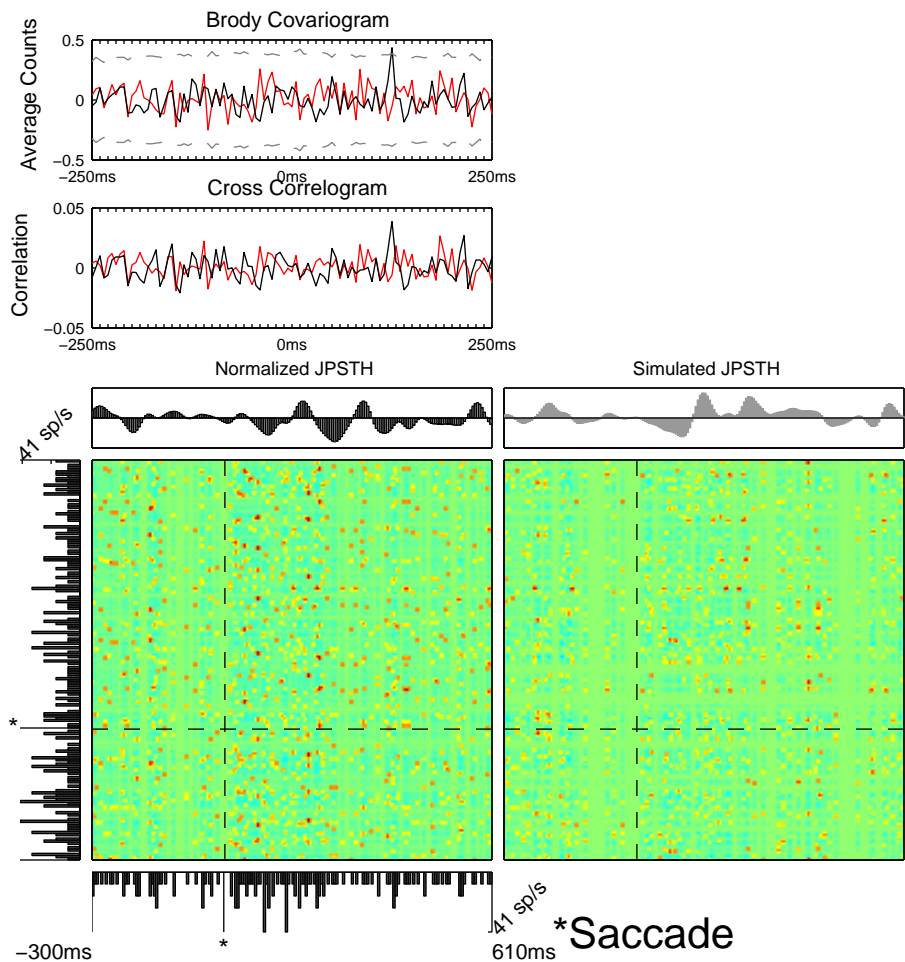 Brody Covariogram
Average Counts
0.5
0
−0.5
−250ms
250ms
Cross Correlogram
Correlation
0.05
0
−0.05
−250ms
0ms
250ms
Normalized JPSTH
Simulated JPSTH
41 sp/s
*
*
41 sp/s
*Saccade
−300ms
610ms